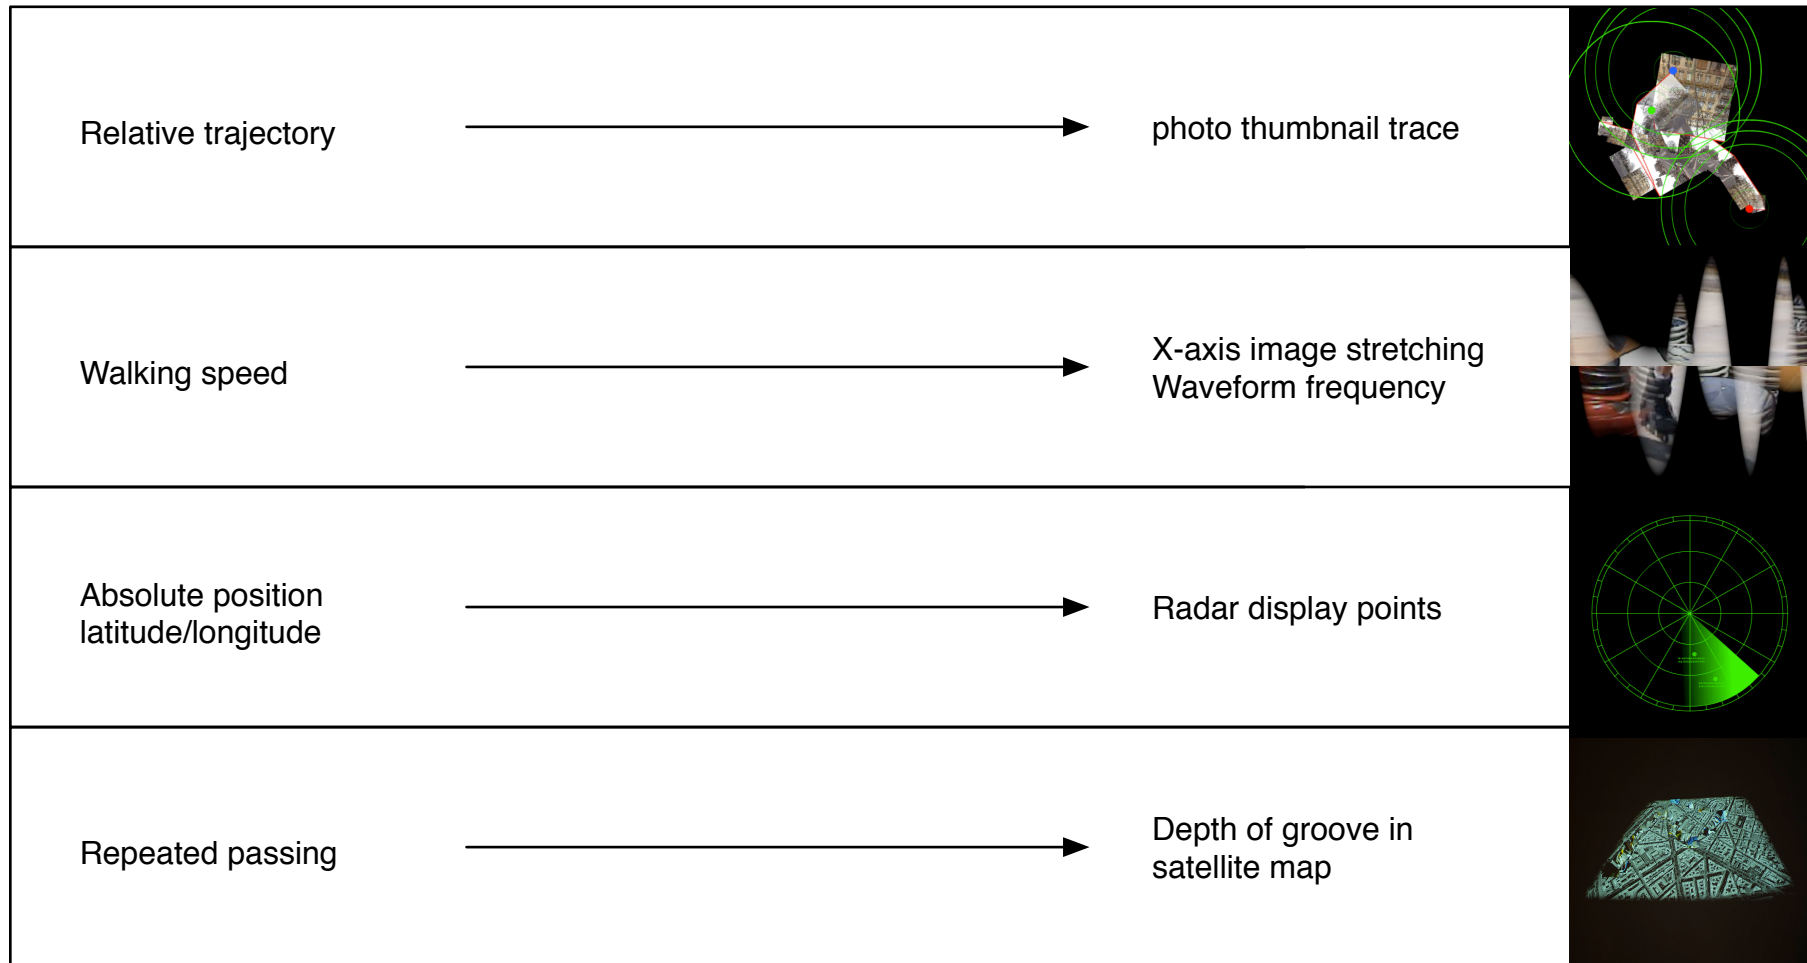 Relative trajectory
photo thumbnail trace
Walking speed
X-axis image stretching
Waveform frequency
Absolute position
latitude/longitude
Radar display points
Repeated passing
Depth of groove in
satellite map